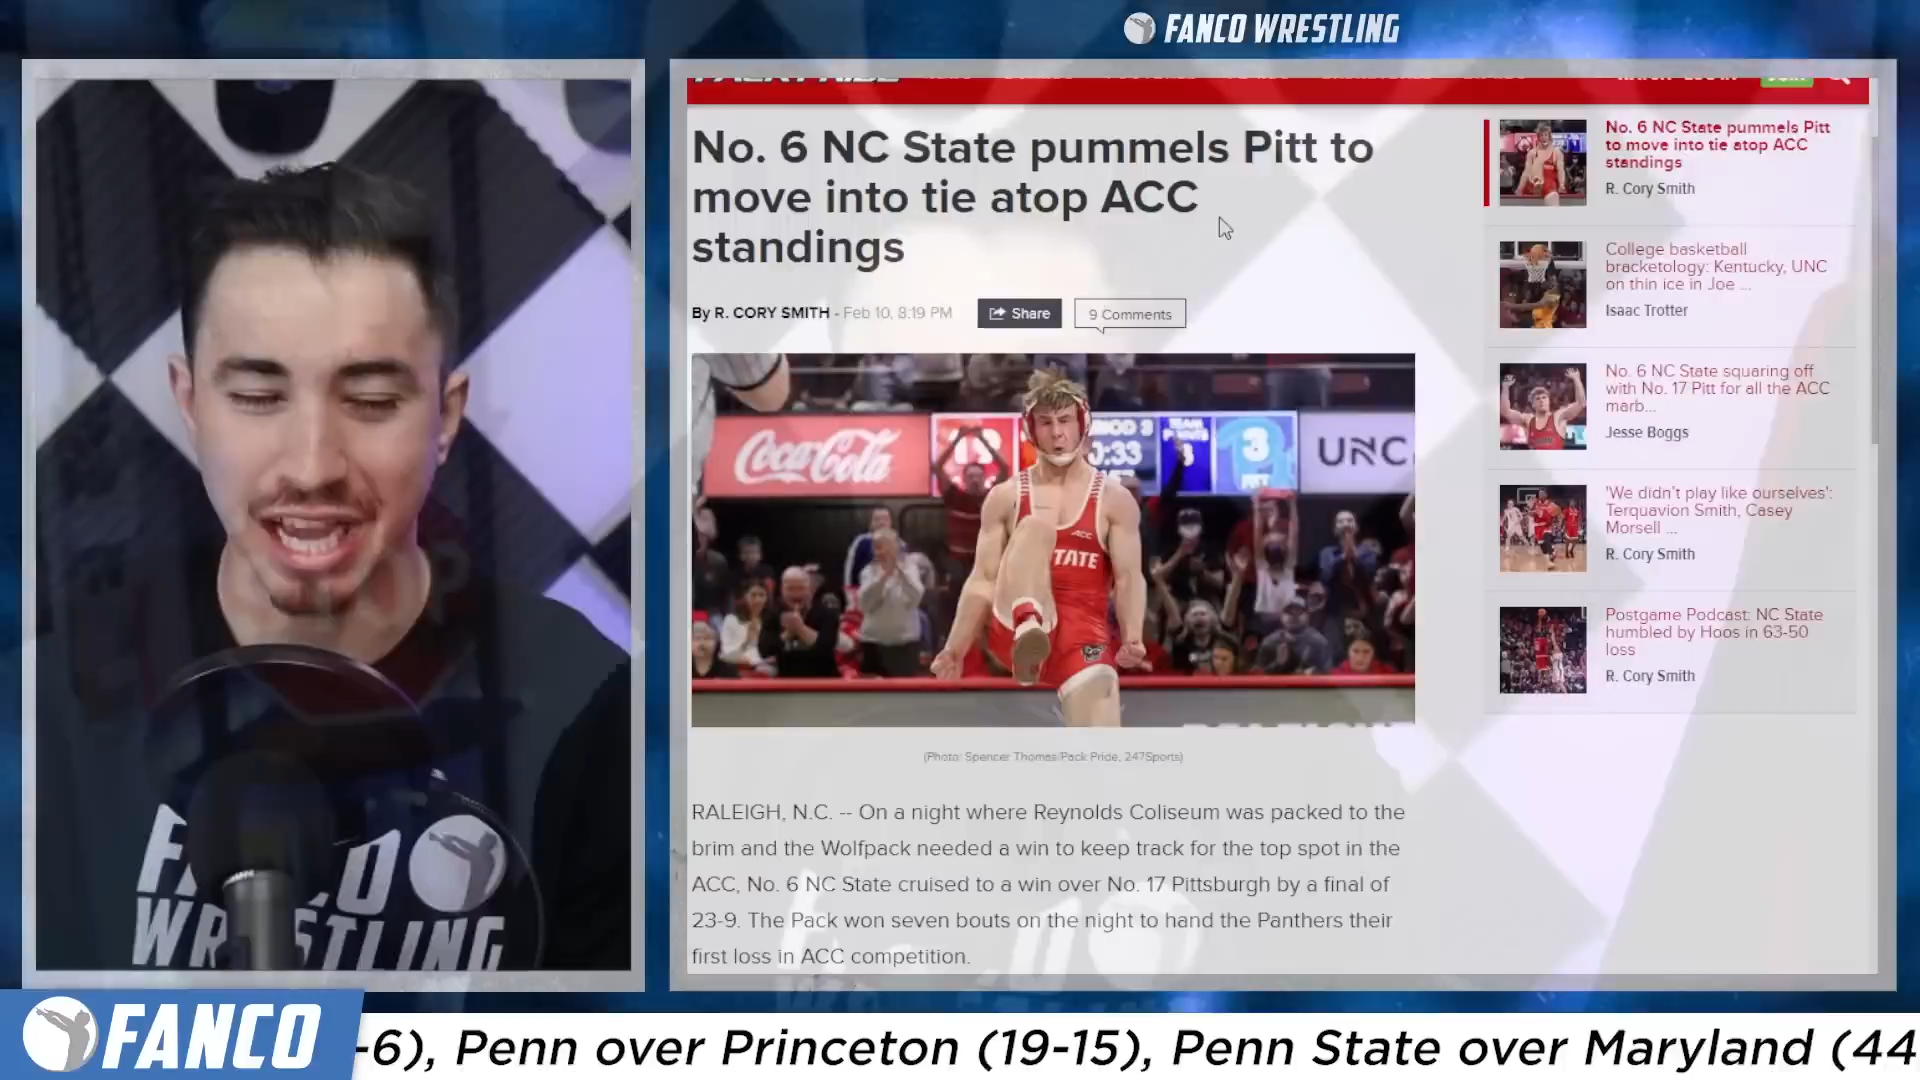 FANCO WRESTLING
No. 6 NC State pummels Pitt to
move into tie atop ACC
standings
By R. CORY SMITH - Feb 10, 8:19 PM
Share
9 Comments
Coca-Cola
0:33
3
UNC
ACC
STATE
(Photo: Spencer Thomas/Pack Pride, 247Sports)
RALEIGH, N.C. -- On a night where Reynolds Coliseum was packed to the
brim and the Wolfpack needed a win to keep track for the top spot in the
ACC, No. 6 NC State cruised to a win over No. 17 Pittsburgh by a final of
23-9. The Pack won seven bouts on the night to hand the Panthers their
first loss in ACC competition.
No. 6 NC State pummels Pitt
to move into tie atop ACC
standings
R. Cory Smith
College basketball
bracketology: Kentucky, UNC
on thin ice in Joe ...
Isaac Trotter
No. 6 NC State squaring off
with No. 17 Pitt for all the ACC
marb...
Jesse Boggs
'We didn't play like ourselves':
Terquavion Smith, Casey
Morsell ...
R. Cory Smith
Postgame Podcast: NC State
humbled by Hoos in 63-50
loss
R. Cory Smith
FANCO
-6), Penn over Princeton (19-15), Penn State over Maryland (44